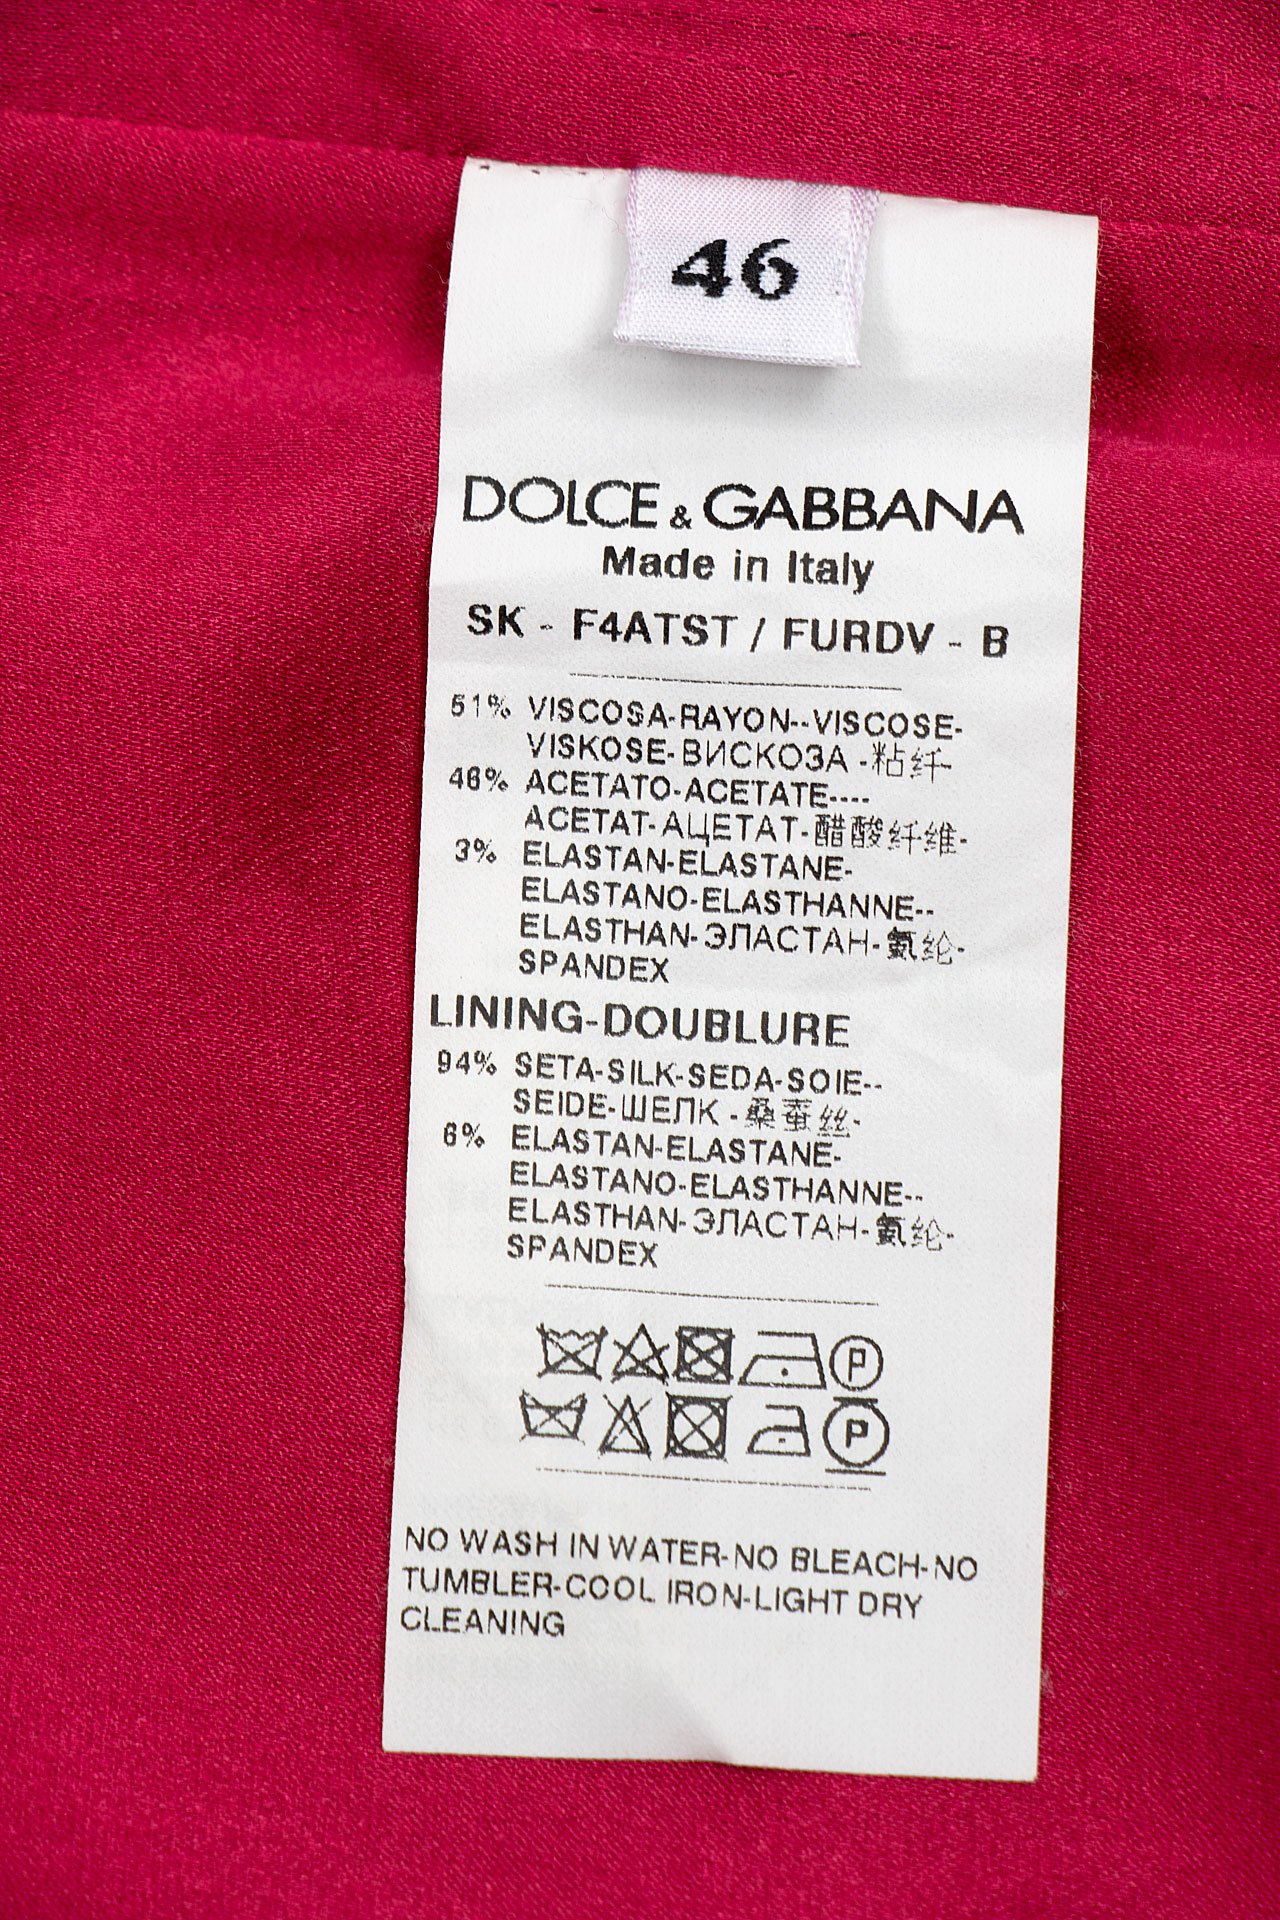 46
DOLCE & GABBANA
Made in Italy
SK - F4ATST / FURDV - B
51% VISCOSA-RAYON--VISCOSE-
VISKOSE-ВИСКОЗА -粘纤-
46% ACETATO-ACETATE----
ACETAT-АЦЕТАТ-醋酸纤维-
3% ELASTAN-ELASTANE-
ELASTANO-ELASTHANNE--
ELASTHAN-ЭЛАСТАН-氨纶-
SPANDEX
LINING-DOUBLURE
94% SETA-SILK-SEDA-SOIE--
SEIDE-ШЕЛК -桑蚕丝-
6% ELASTAN-ELASTANE-
ELASTANO-ELASTHANNE--
ELASTHAN-ЭЛАСТАН-氨纶-
SPANDEX
P
P
NO WASH IN WATER-NO BLEACH-NO
TUMBLER-COOL IRON-LIGHT DRY
CLEANING